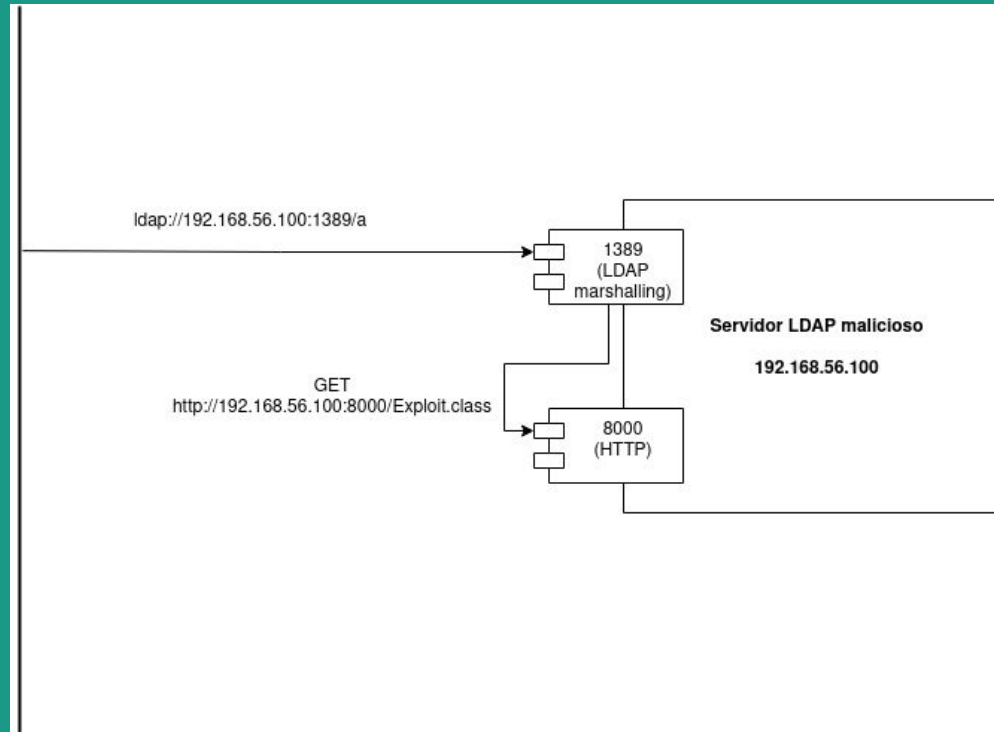 ldap://192.168.56.100:1389/a
1389
(LDAP
marshalling)
Servidor LDAP malicioso
192.168.56.100
GET
http://192.168.56.100:8000/Exploit.class
8000
(HTTP)